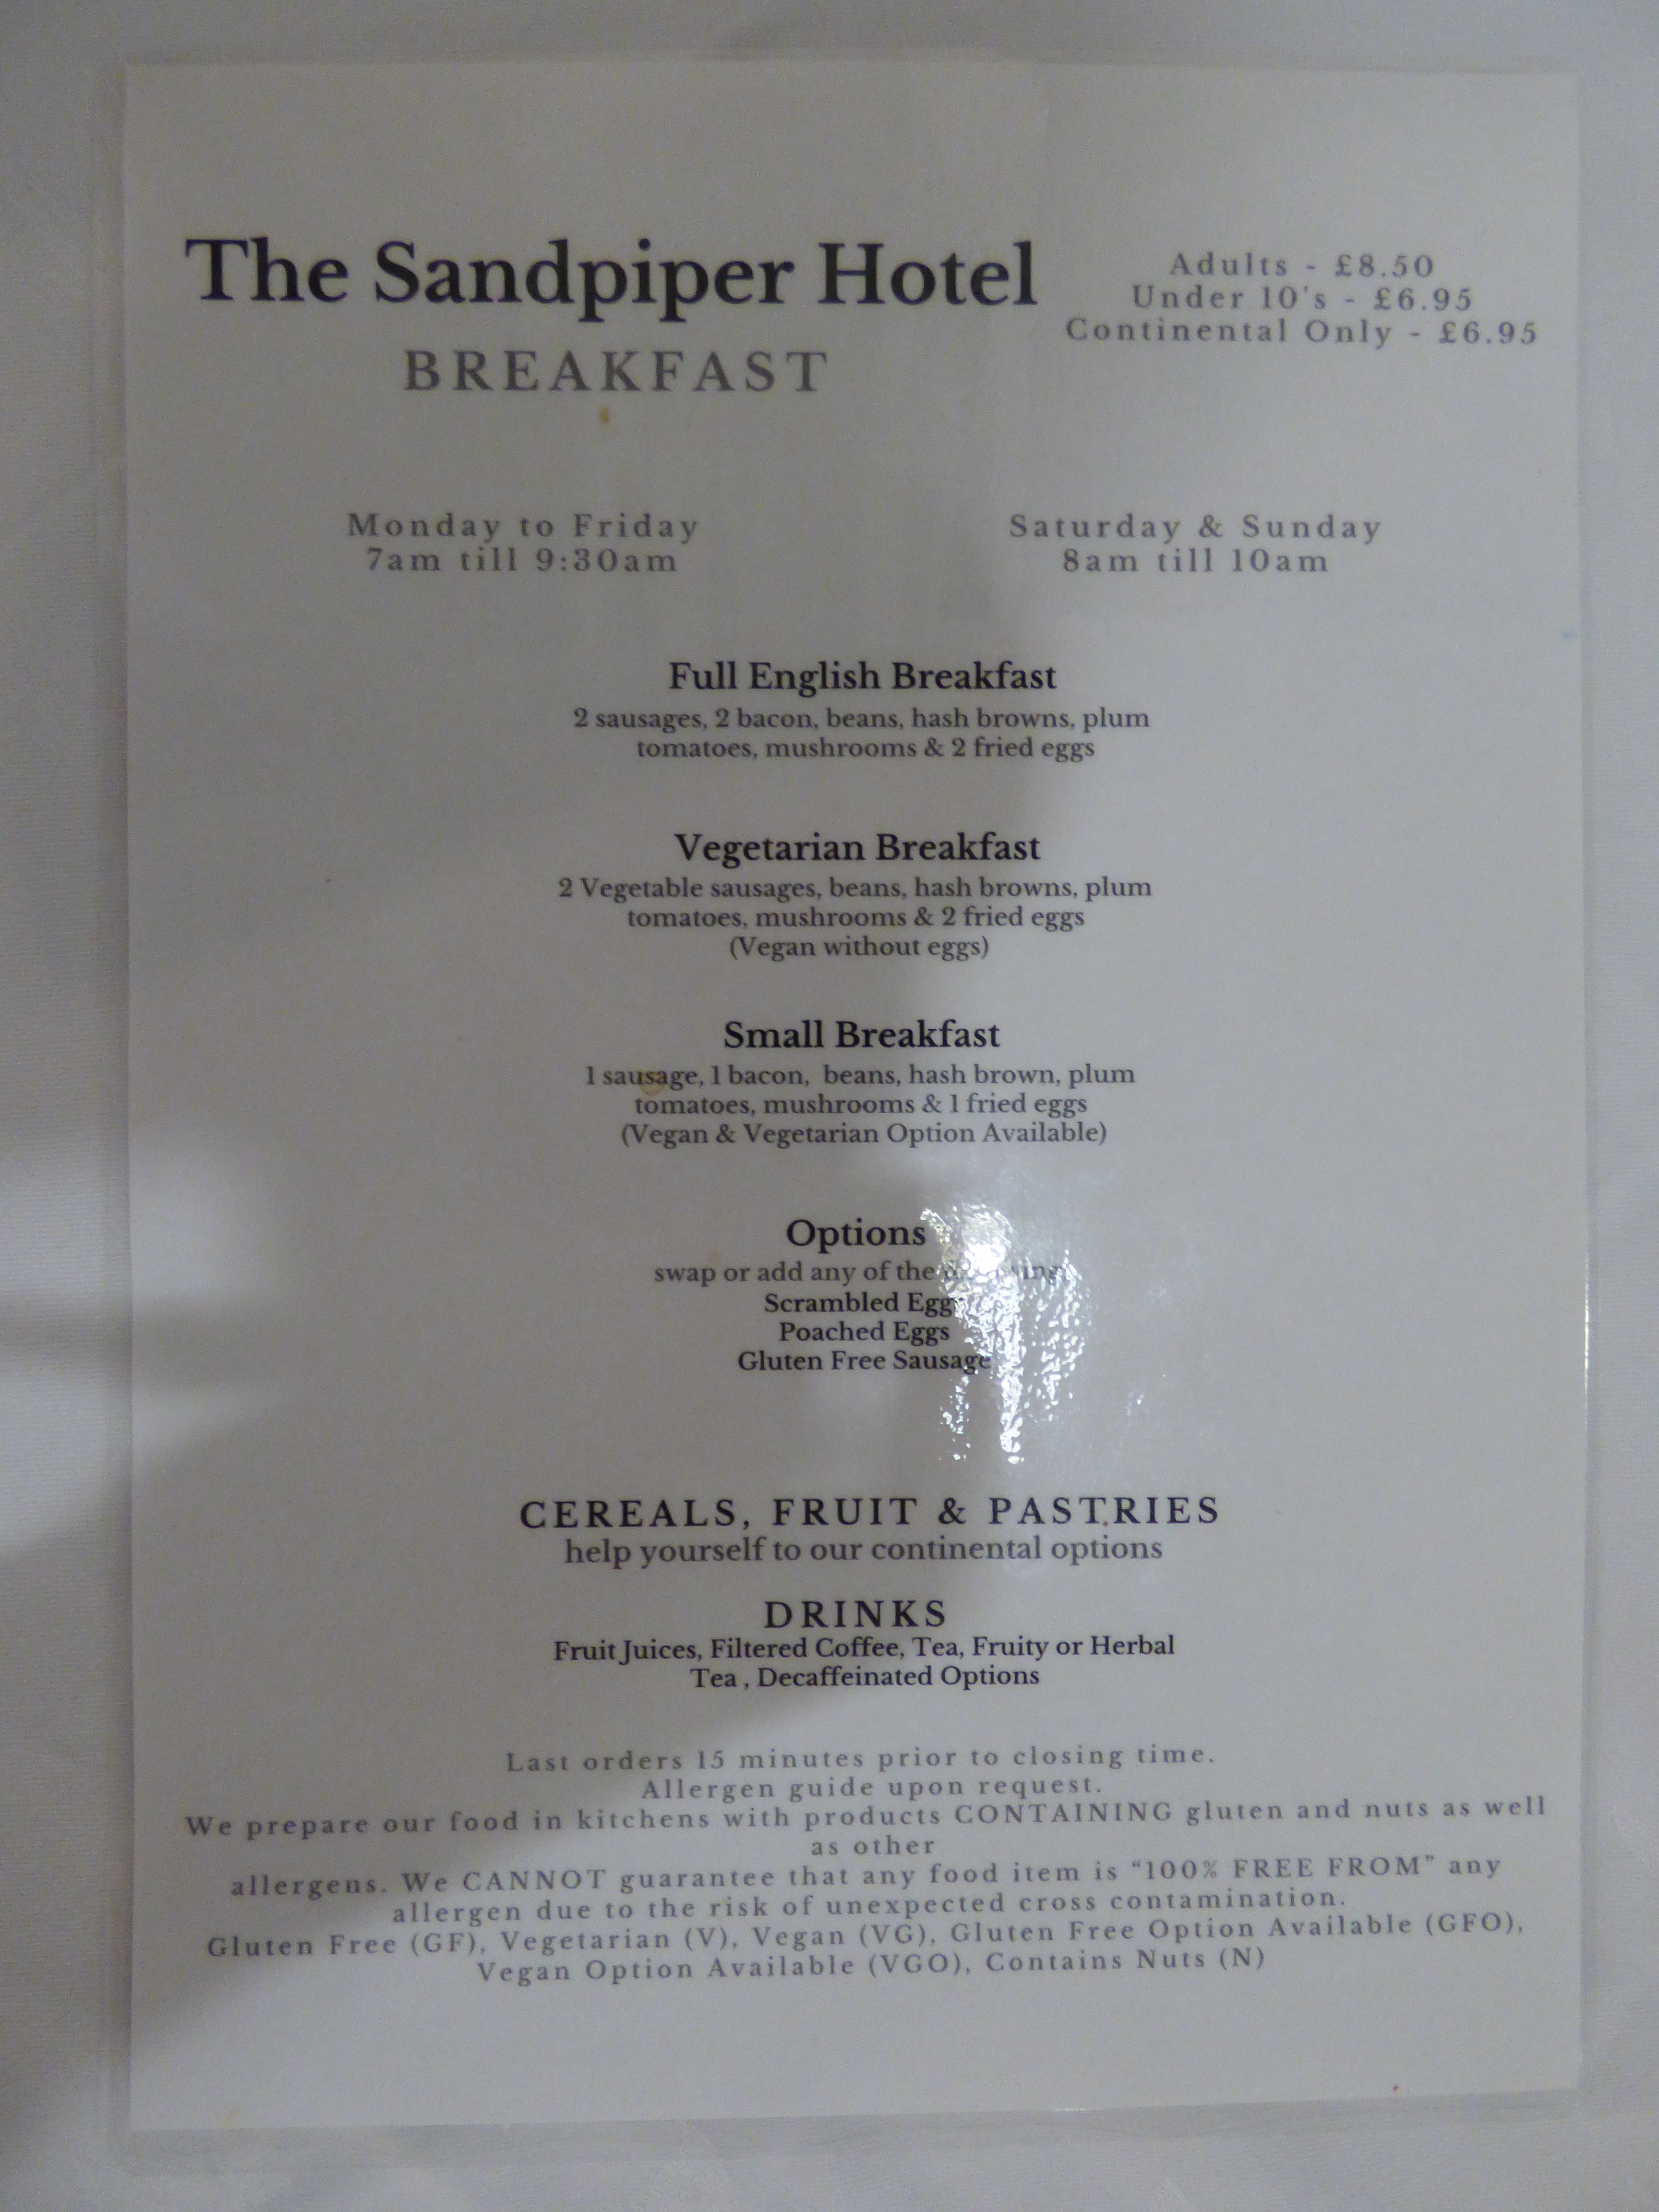 The Sandpiper Hotel
BREAKFAST
Adults - £8.50
Under 10's - £6.95
Continental Only - £6.95
Monday to Friday
7am till 9:30am
Saturday & Sunday
8am till 10am
Full English Breakfast
2 sausages, 2 bacon, beans, hash browns, plum
tomatoes, mushrooms & 2 fried eggs
Vegetarian Breakfast
2 Vegetable sausages, beans, hash browns, plum
tomatoes, mushrooms & 2 fried eggs
(Vegan without eggs)
Small Breakfast
1 sausage, 1 bacon,  beans, hash brown, plum
tomatoes, mushrooms & 1 fried eggs
(Vegan & Vegetarian Option Available)
Options
swap or add any of the
Scrambled
Poached Eggs
Gluten Free Sausage
CEREALS, FRUIT & PASTRIES
help yourself to our continental options
DRINKS
Fruit Juices, Filtered Coffee, Tea, Fruity or Herbal
Tea , Decaffeinated Options
Last orders 15 minutes prior to closing time.
Allergen guide upon request.
We prepare our food in kitchens with products CONTAINING gluten and nuts as well
as other
allergens. We CANNOT guarantee that any food item is “100% FREE FROM” any
allergen due to the risk of unexpected cross contamination.
Gluten Free (GF), Vegetarian (V), Vegan (VG), Gluten Free Option Available (GFO),
Vegan Option Available (VGO), Contains Nuts (N)